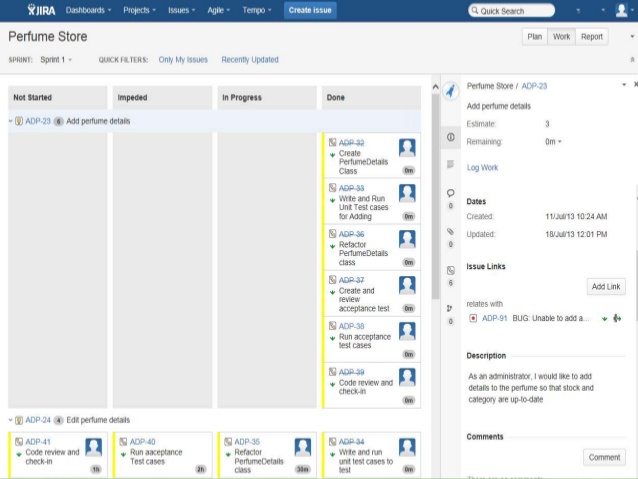 JIRA Dashboards Projects Issues Agile Tempo Create issue Quick Search
Perfume Store
Plan Work Report
SPRINT: Sprint 1 QUICK FILTERS: Only My Issues Recently Updated
Not Started Impeded In Progress Done
ADP-23 6 Add perfume details
ADP-32
Create
PerfumeDetails
Class
0m
ADP-33
Write and Run
Unit Test cases
for Adding
0m
ADP-36
Refactor
PerfumeDetails
class
0m
ADP-37
Create and
review
acceptance test
0m
ADP-38
Run acceptance
test cases
0m
ADP-39
Code review and
check-in
0m
ADP-24 4 Edit perfume details
ADP-41
Code review and
check-in
1h
ADP-40
Run aaceptance
Test cases
2h
ADP-35
Refactor
PerfumeDetails
class
30m
ADP-34
Write and run
unit test cases to
test
0m
Perfume Store / ADP-23
Add perfume details
Estimate: 3
Remaining: 0m
Log Work
0
Dates
Created: 11/Jul/13 10:24 AM
0
Updated: 18/Jul/13 12:01 PM
Issue Links
6
Add Link
relates with
0
ADP-91 BUG: Unable to add a...
Description
As an administrator, I would like to add
details to the perfume so that stock and
category are up-to-date
Comments
Comment